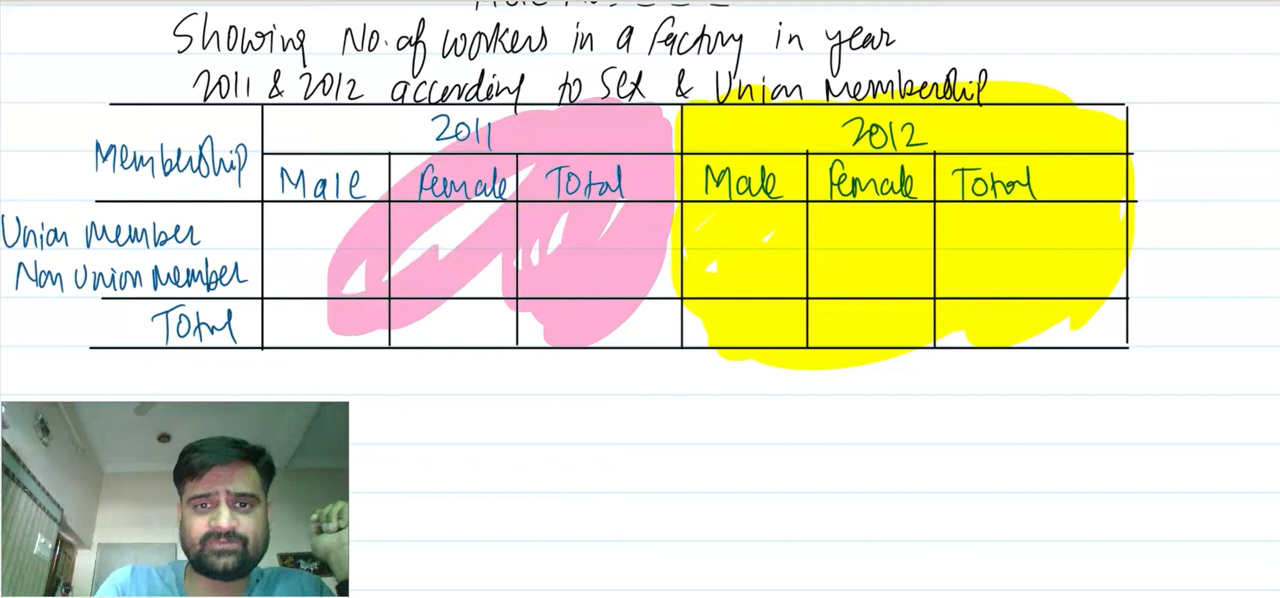 Showing No. of workers in a factory in year
2011 & 2012 according to Sex & Union Membership
Membership 2011 2012
Male Female Total Male Female Total
Union Member
Non Union Member
Total